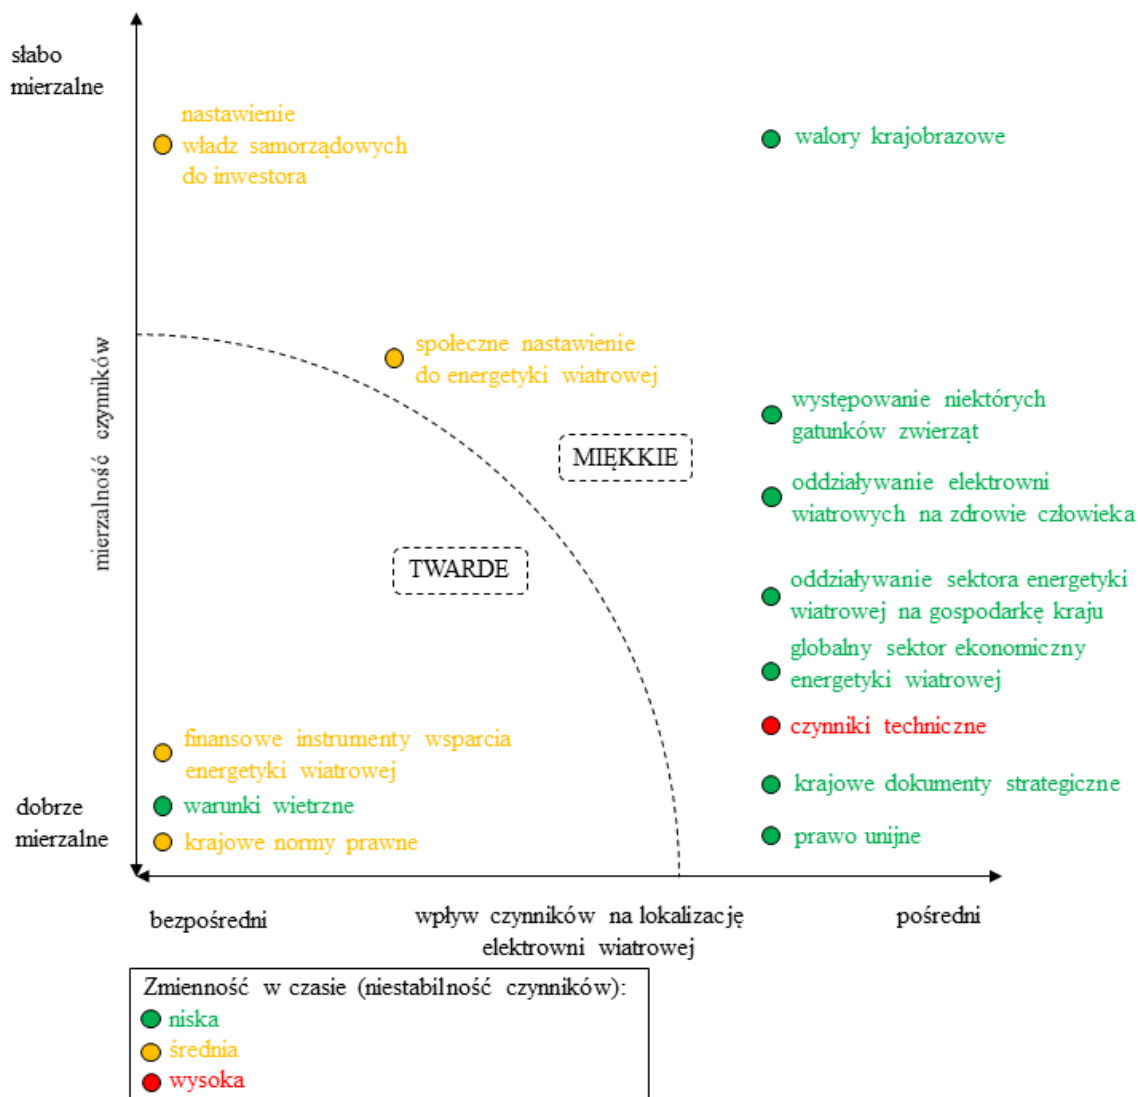 słabo
mierzalne
nastawienie
władz samorządowych
do inwestora
walory krajobrazowe
mierzalność czynników
społeczne nastawienie
do energetyki wiatrowej
występowanie niektórych
gatunków zwierząt
MIĘKKIE
oddziaływanie elektrowni
wiatrowych na zdrowie człowieka
TWARDE
oddziaływanie sektora energetyki
wiatrowej na gospodarkę kraju
globalny sektor ekonomiczny
energetyki wiatrowej
czynniki techniczne
finansowe instrumenty wsparcia
energetyki wiatrowej
krajowe dokumenty strategiczne
warunki wietrzne
dobrze
mierzalne
krajowe normy prawne
prawo unijne
bezpośredni
wpływ czynników na lokalizację
elektrowni wiatrowej
pośredni
Zmienność w czasie (niestabilność czynników):
niska
średnia
wysoka